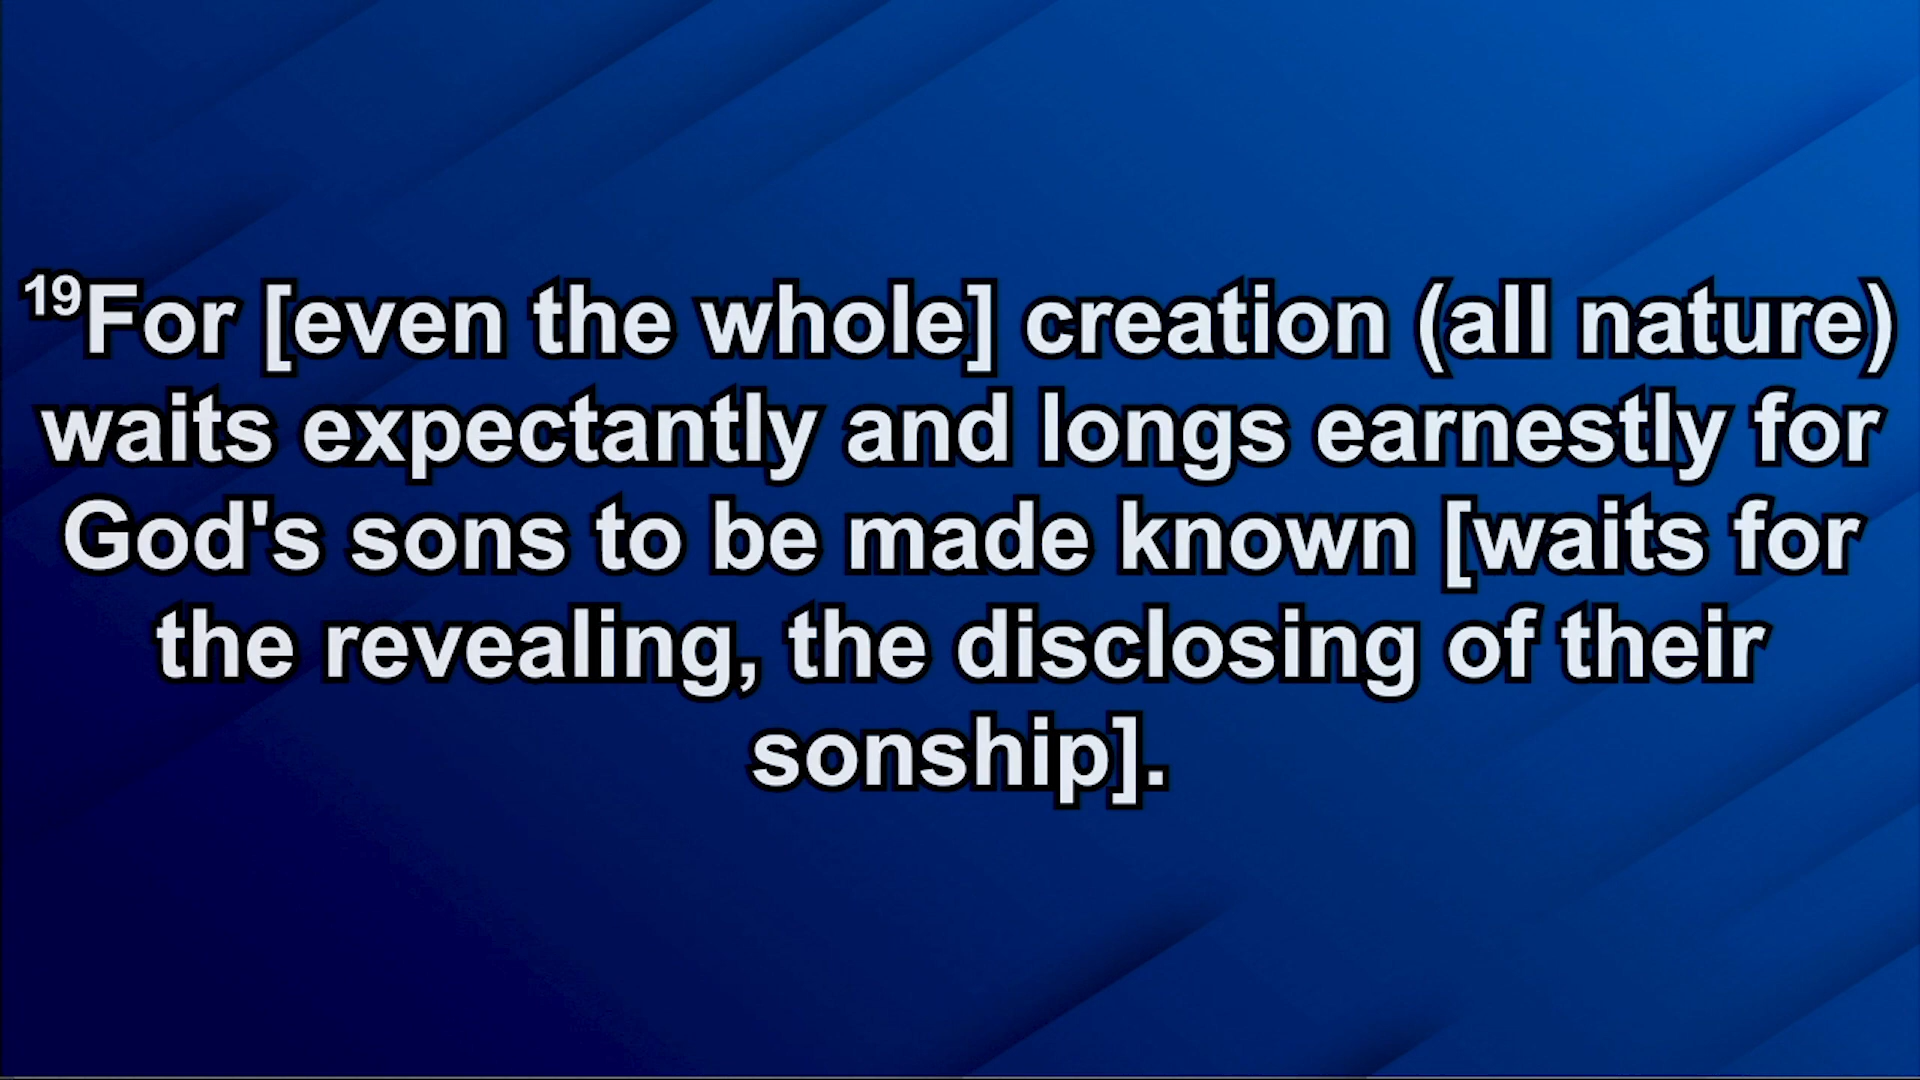 19For [even the whole] creation (all nature)
waits expectantly and longs earnestly for
God's sons to be made known [waits for
the revealing, the disclosing of their
sonship].